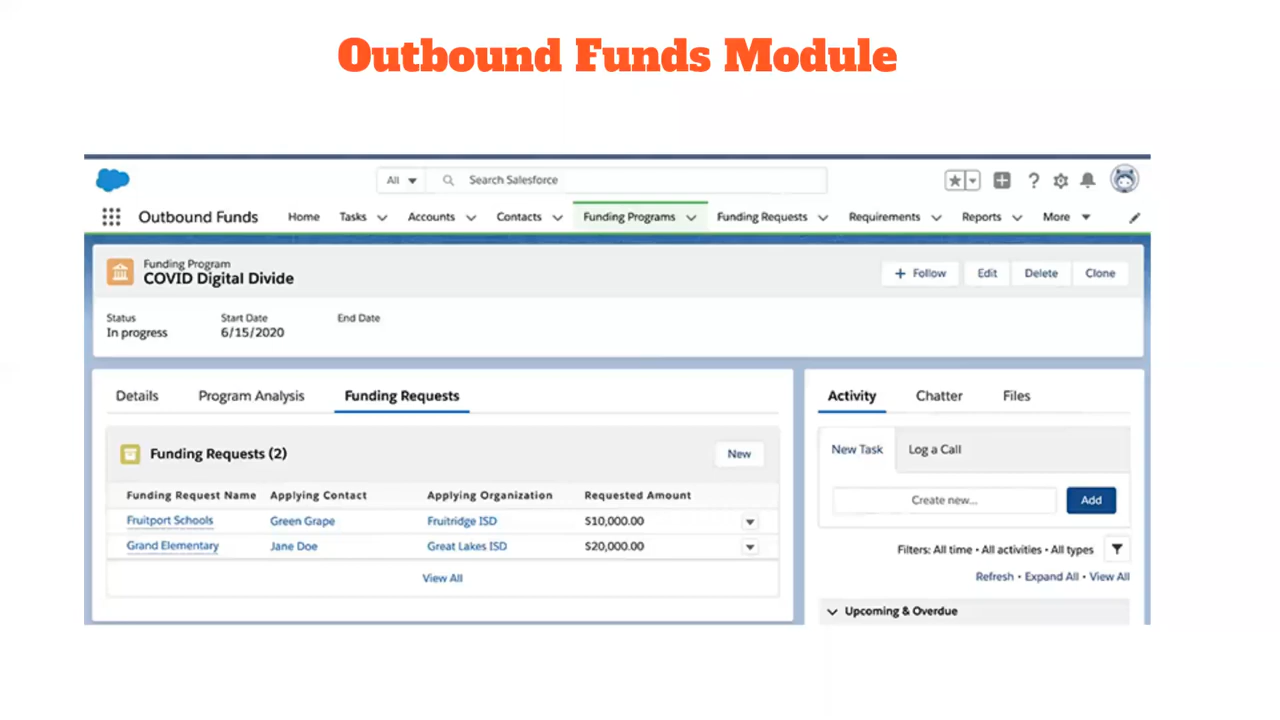 Outbound Funds Module
All Search Salesforce
Outbound Funds Home Tasks Accounts Contacts Funding Programs Funding Requests Requirements Reports More
Funding Program
COVID Digital Divide
+ Follow Edit Delete Clone
Status Start Date End Date
In progress 6/15/2020
Details Program Analysis Funding Requests
Activity Chatter Files
Funding Requests (2) New
New Task Log a Call
Funding Request Name Applying Contact Applying Organization Requested Amount
Create new... Add
Fruitport Schools Green Grape Fruitridge ISD $10,000.00
Grand Elementary Jane Doe Great Lakes ISD $20,000.00
Filters: All time • All activities • All types
View All
Refresh • Expand All • View All
Upcoming & Overdue